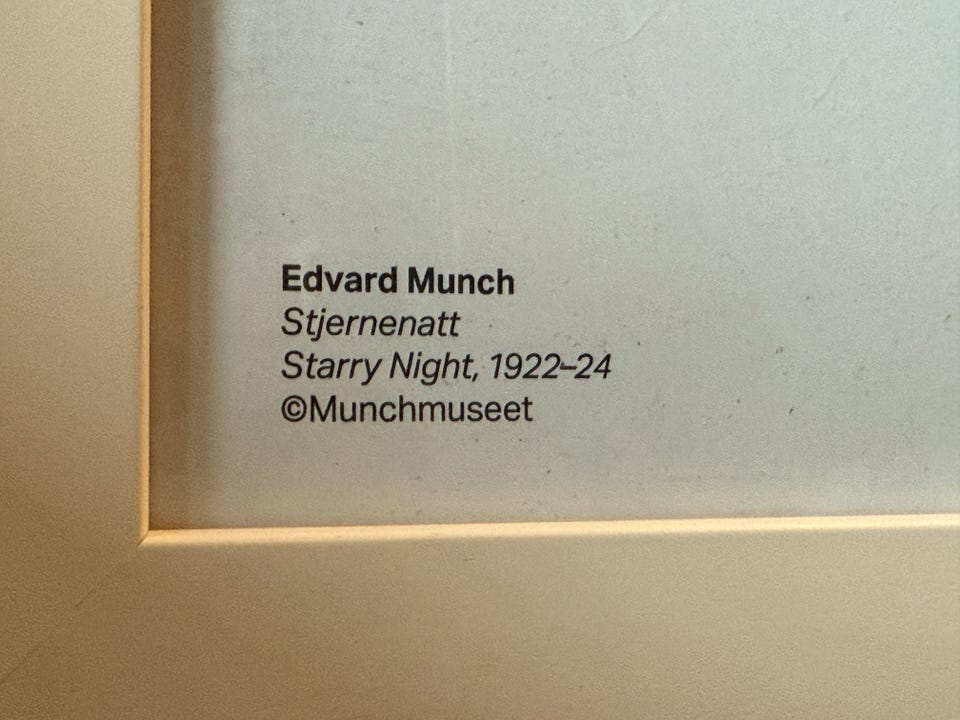 Edvard Munch
Stjernenatt
Starry Night, 1922–24
©Munchmuseet